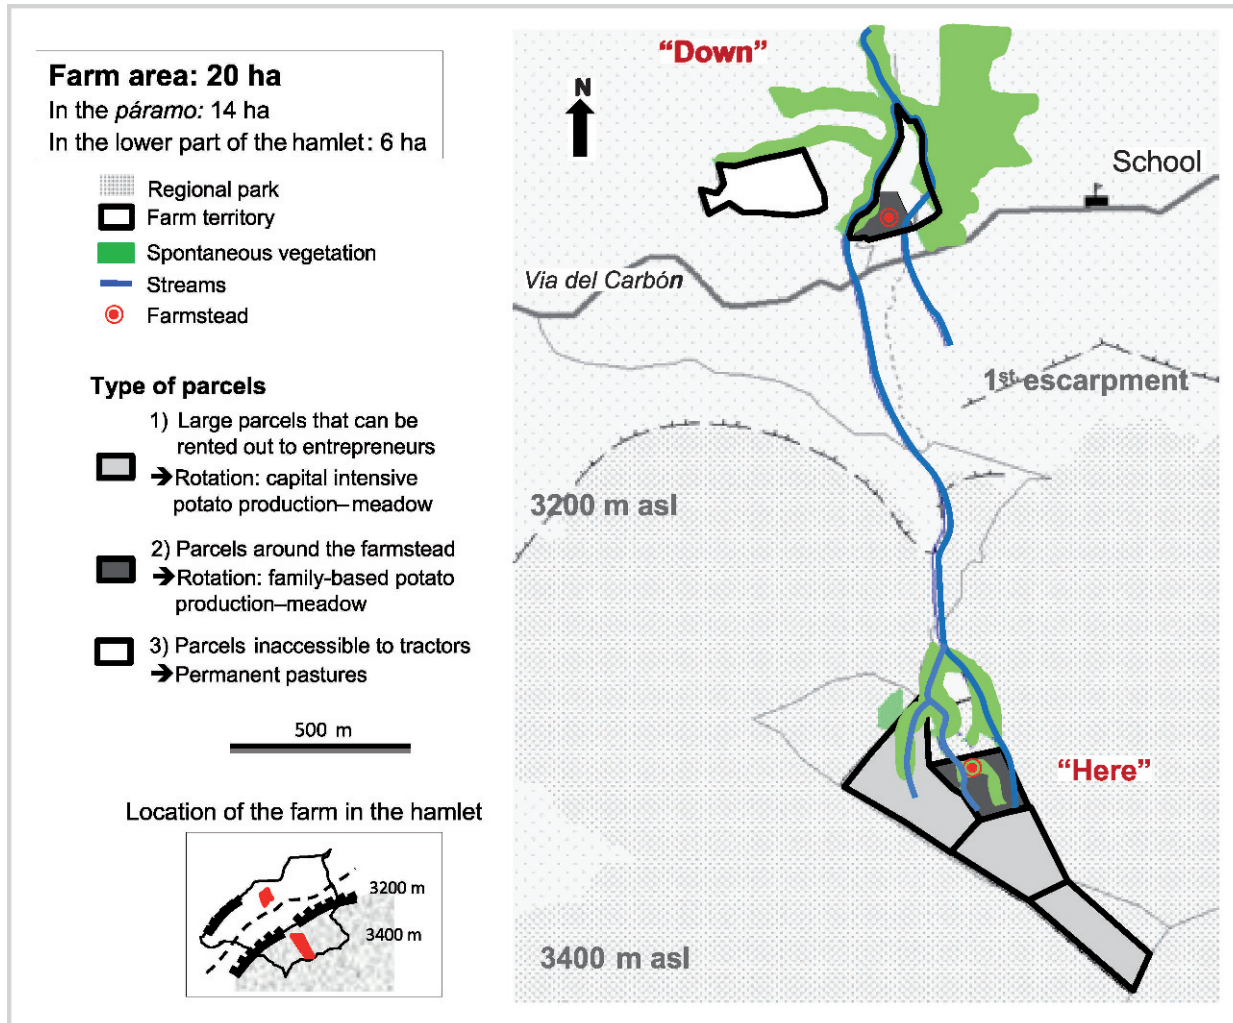 Farm area: 20 ha
In the páramo: 14 ha
In the lower part of the hamlet: 6 ha
Regional park
Farm territory
Spontaneous vegetation
Streams
Farmstead
Type of parcels
1) Large parcels that can be
rented out to entrepreneurs
➔Rotation: capital intensive
potato production–meadow
2) Parcels around the farmstead
➔Rotation: family-based potato
production–meadow
3) Parcels inaccessible to tractors
➔Permanent pastures
500 m
Location of the farm in the hamlet
3200 m
3400 m
“Down”
N
School
Via del Carbón
1st escarpment
3200 m asl
“Here”
3400 m asl